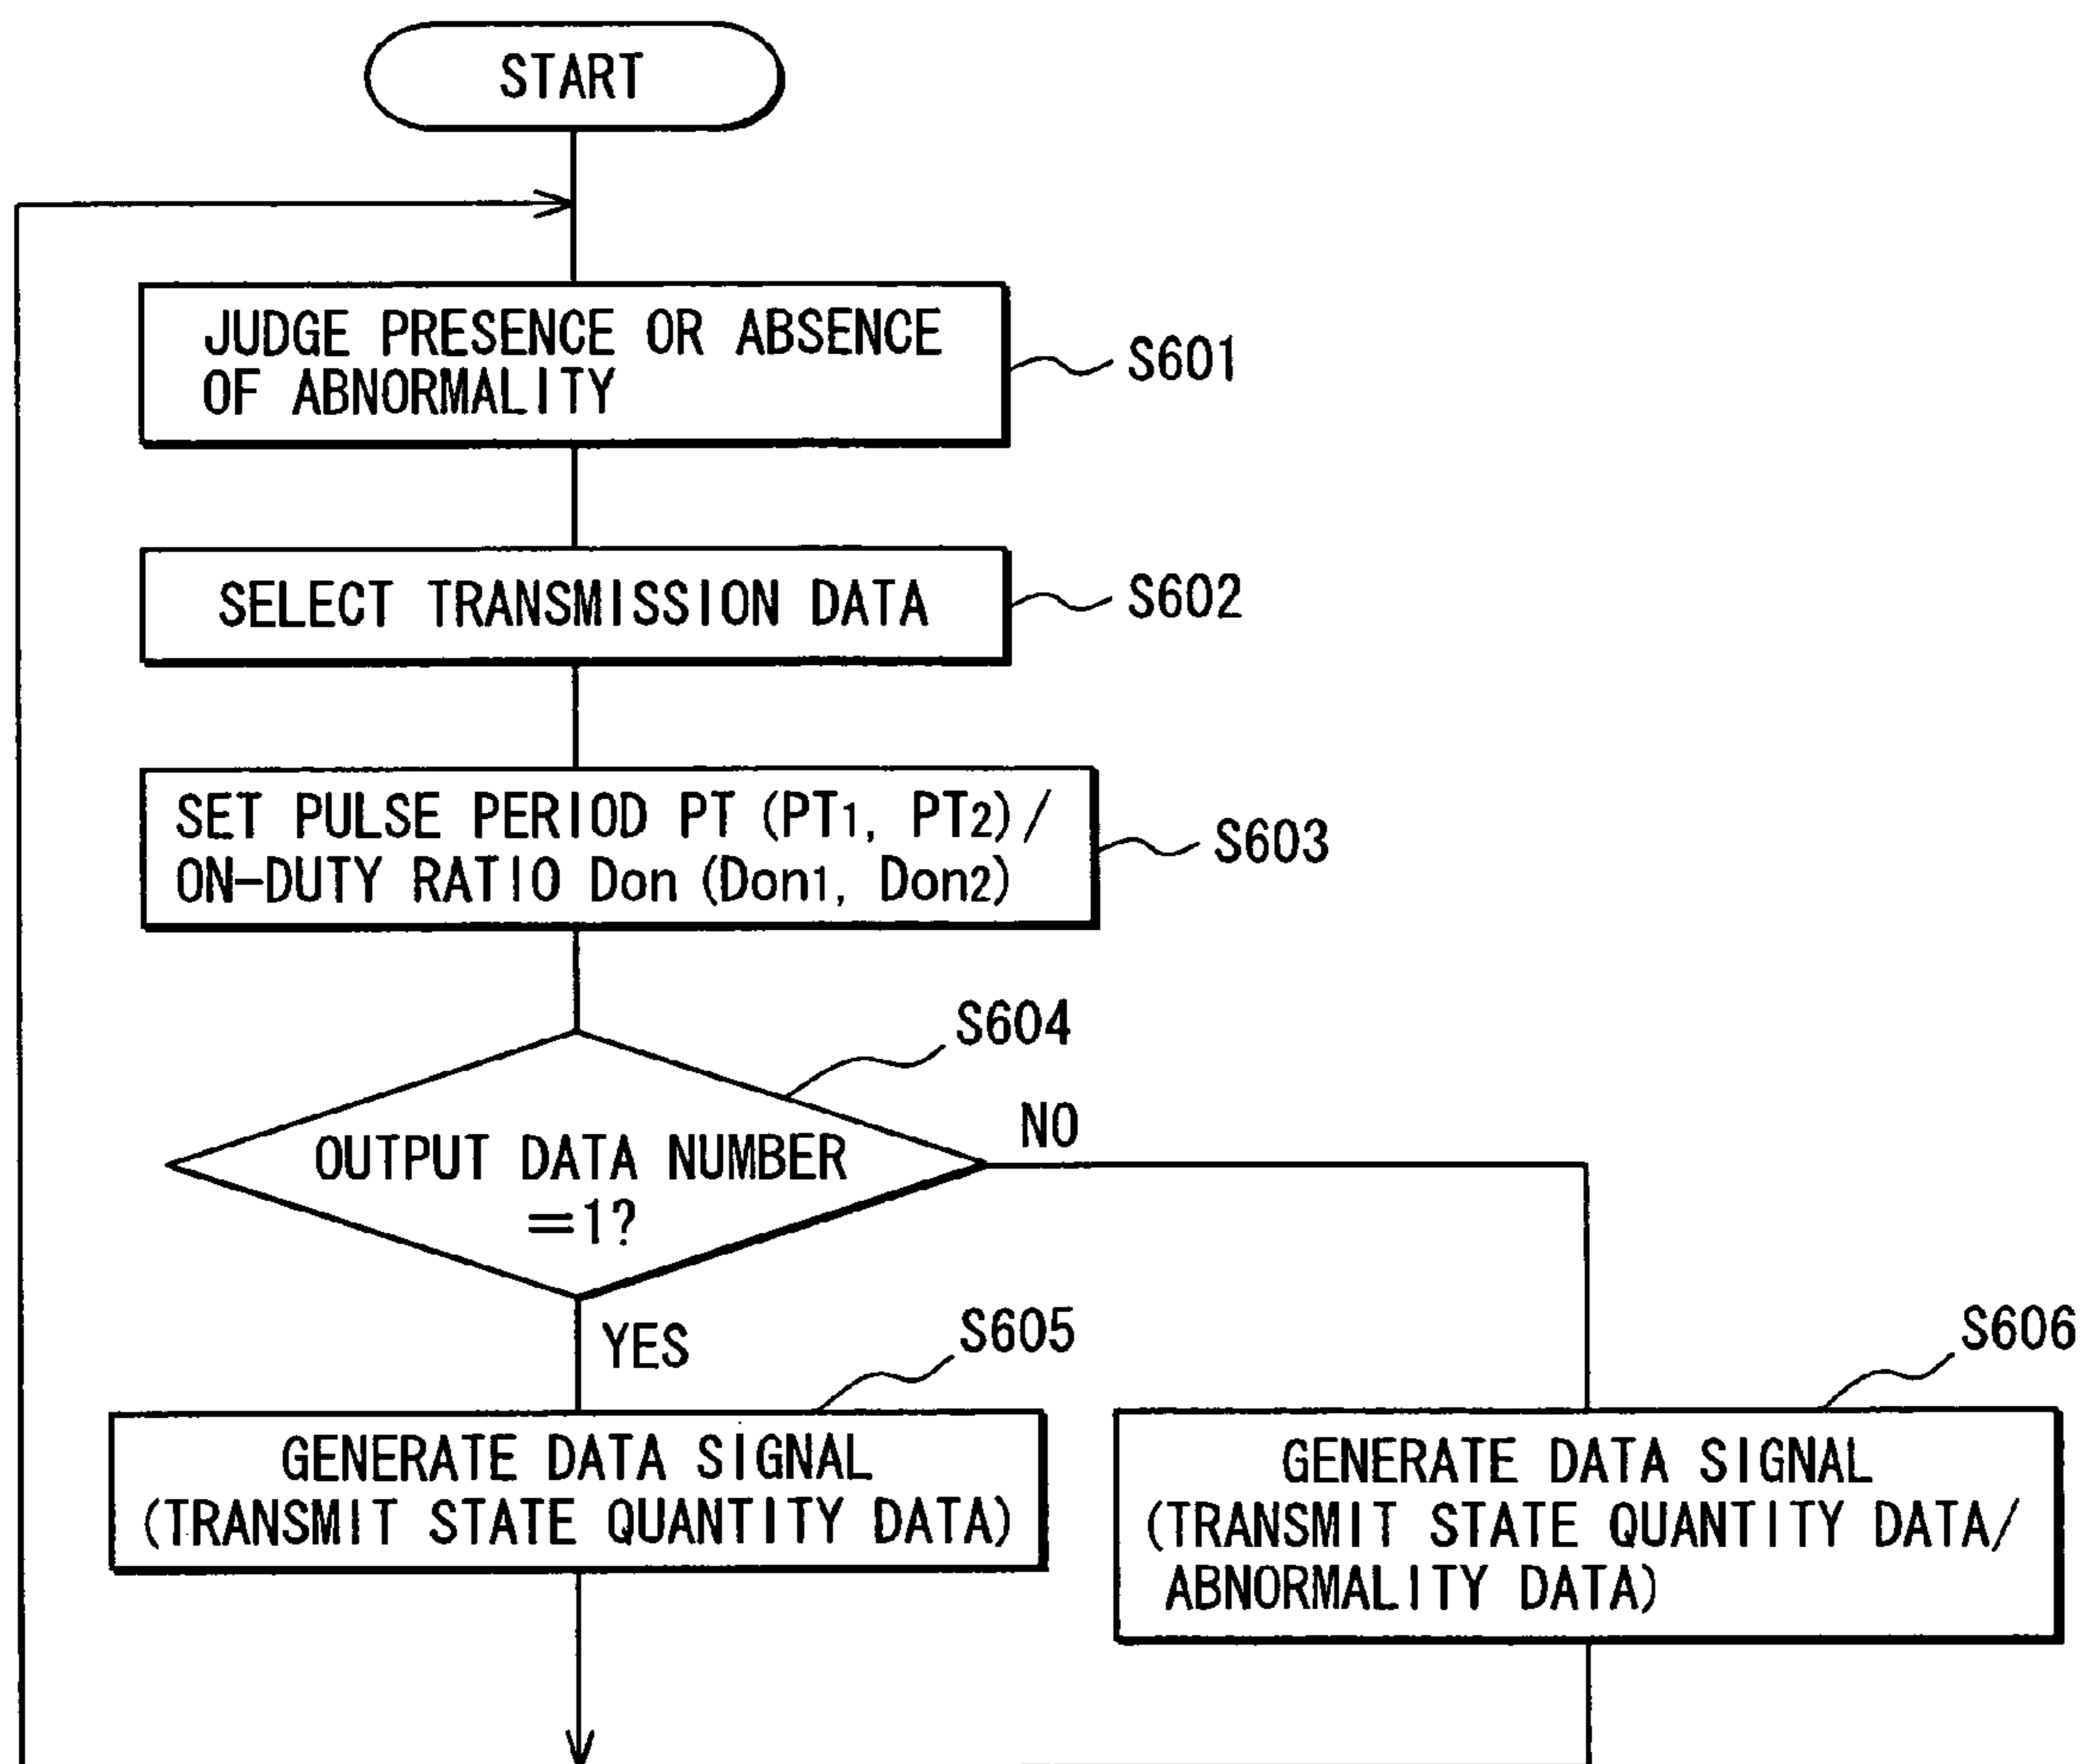 START
JUDGE PRESENCE OR ABSENCE
OF ABNORMALITY
S601
SELECT TRANSMISSION DATA
S602
SET PULSE PERIOD PT (PT1, PT2)/
ON-DUTY RATIO Don (Don1, Don2)
S603
S604
OUTPUT DATA NUMBER
=1?
NO
YES
S605
GENERATE DATA SIGNAL
(TRANSMIT STATE QUANTITY DATA)
S606
GENERATE DATA SIGNAL
(TRANSMIT STATE QUANTITY DATA/
ABNORMALITY DATA)